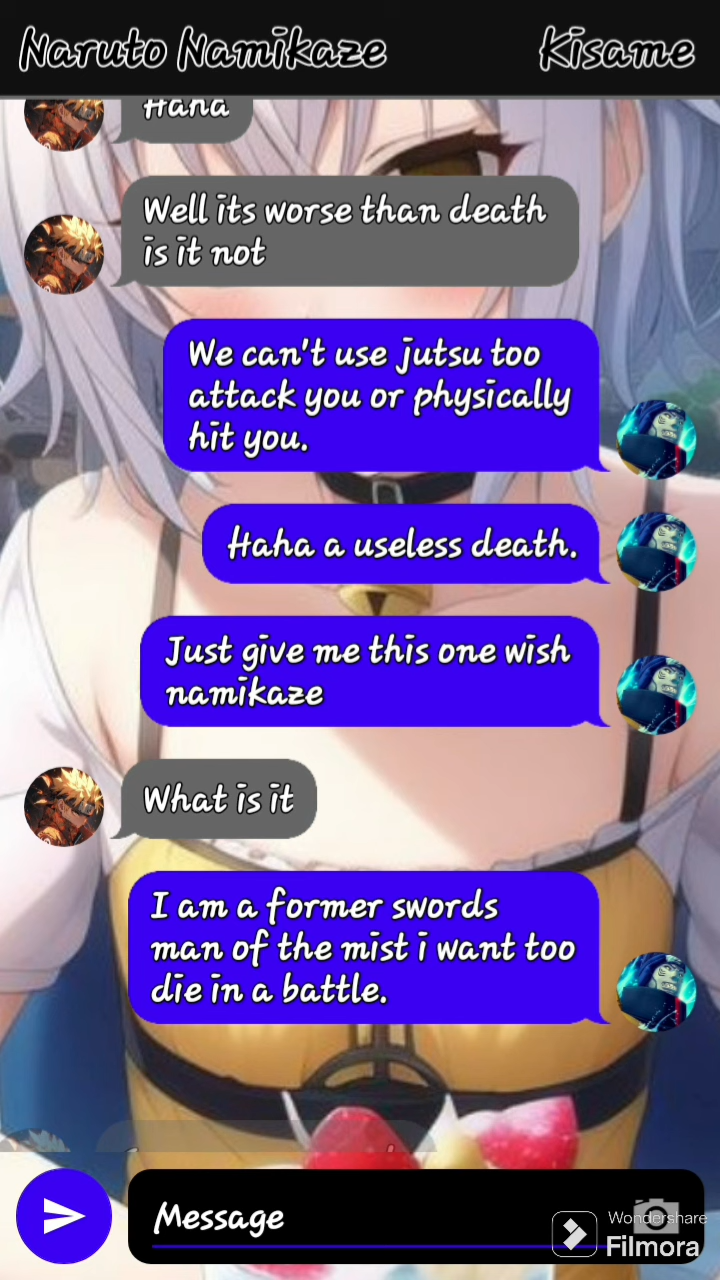 Naruto Namikaze Kisame
Haha
Well its worse than death
is it not
We can't use jutsu too
attack you or physically
hit you.
Haha a useless death.
Just give me this one wish
namikaze
What is it
I am a former swords
man of the mist i want too
die in a battle.
Message
Wondershare
Filmora